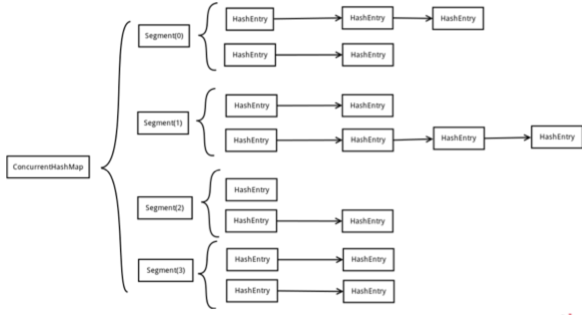 HashEntry HashEntry HashEntry
Segment(0)
HashEntry HashEntry
HashEntry HashEntry
Segment(1)
HashEntry HashEntry HashEntry HashEntry
ConcurrentHashMap
HashEntry
Segment(2)
HashEntry HashEntry
HashEntry HashEntry
Segment(3)
HashEntry HashEntry